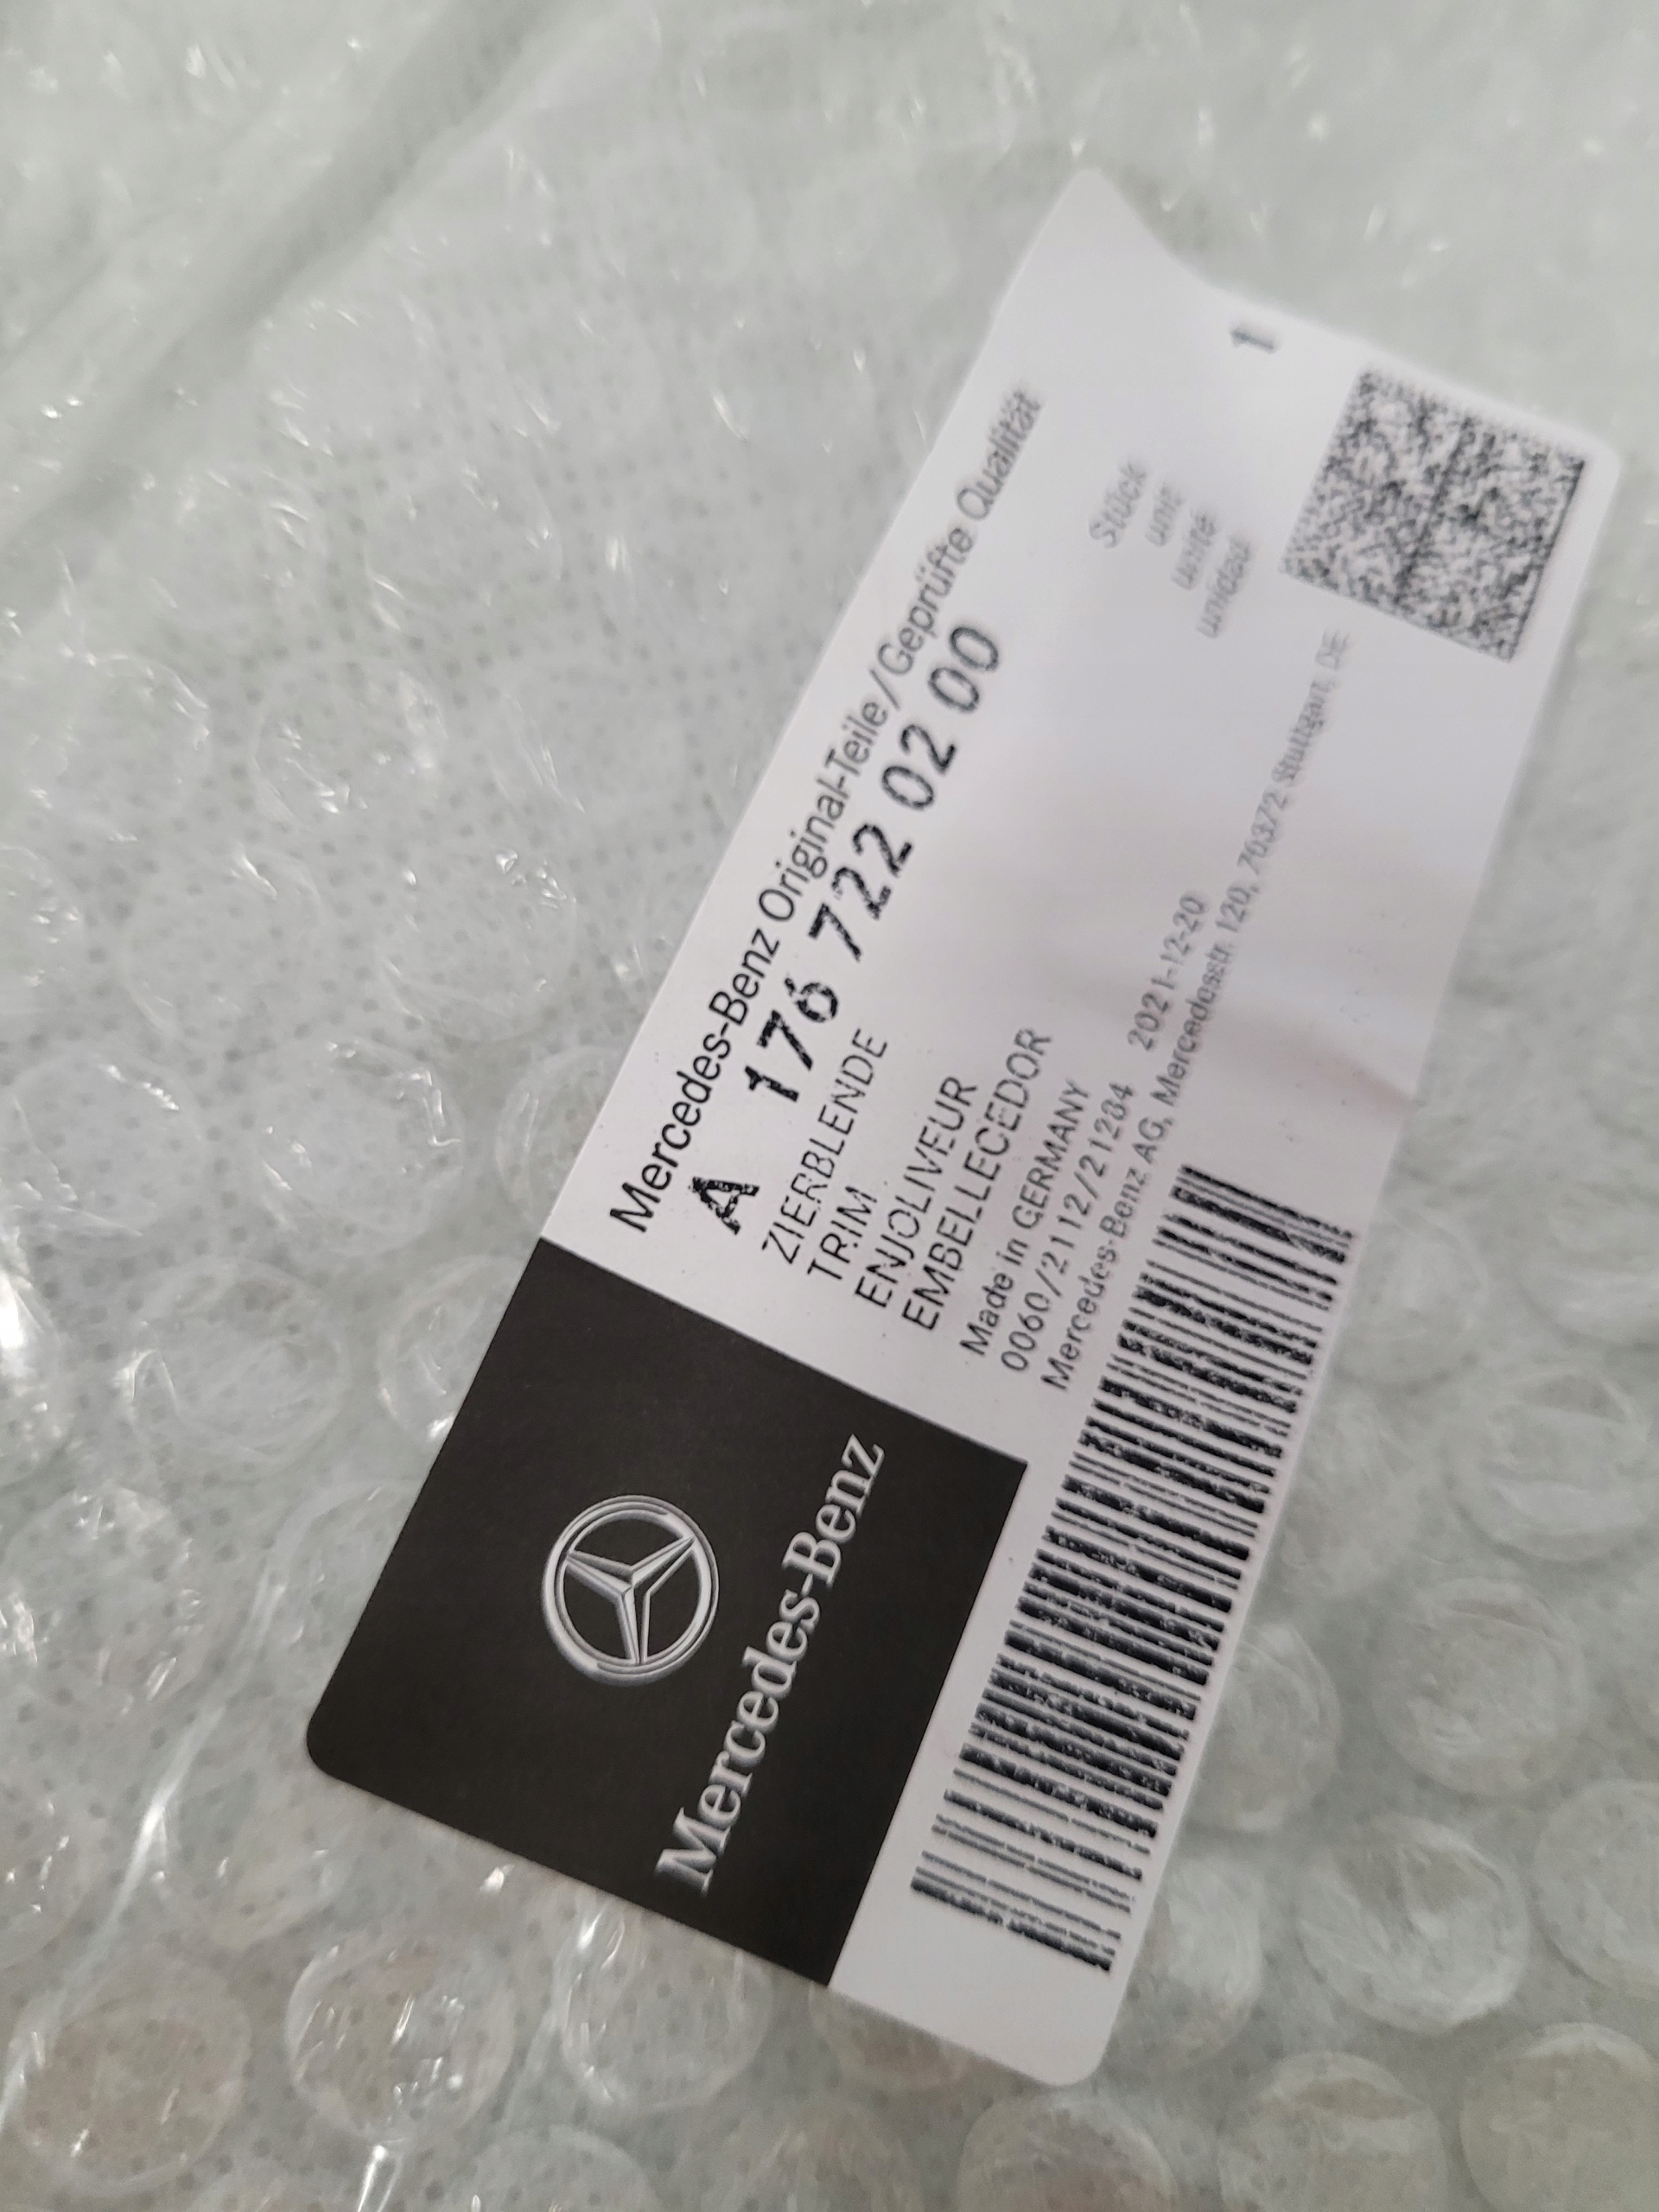 Mercedes-Benz Original-Teile/Geprüfte Qualität
A 176 722 02 00
ZIERBLENDE
TRIM
ENJOLIVEUR
EMBELLECEDOR
Stück
unit
unité
unidad
1
Made in GERMANY
0060/2112/21284 2021-12-20
Mercedes-Benz AG, Mercedesstr. 120, 70372 Stuttgart, DE
Mercedes-Benz